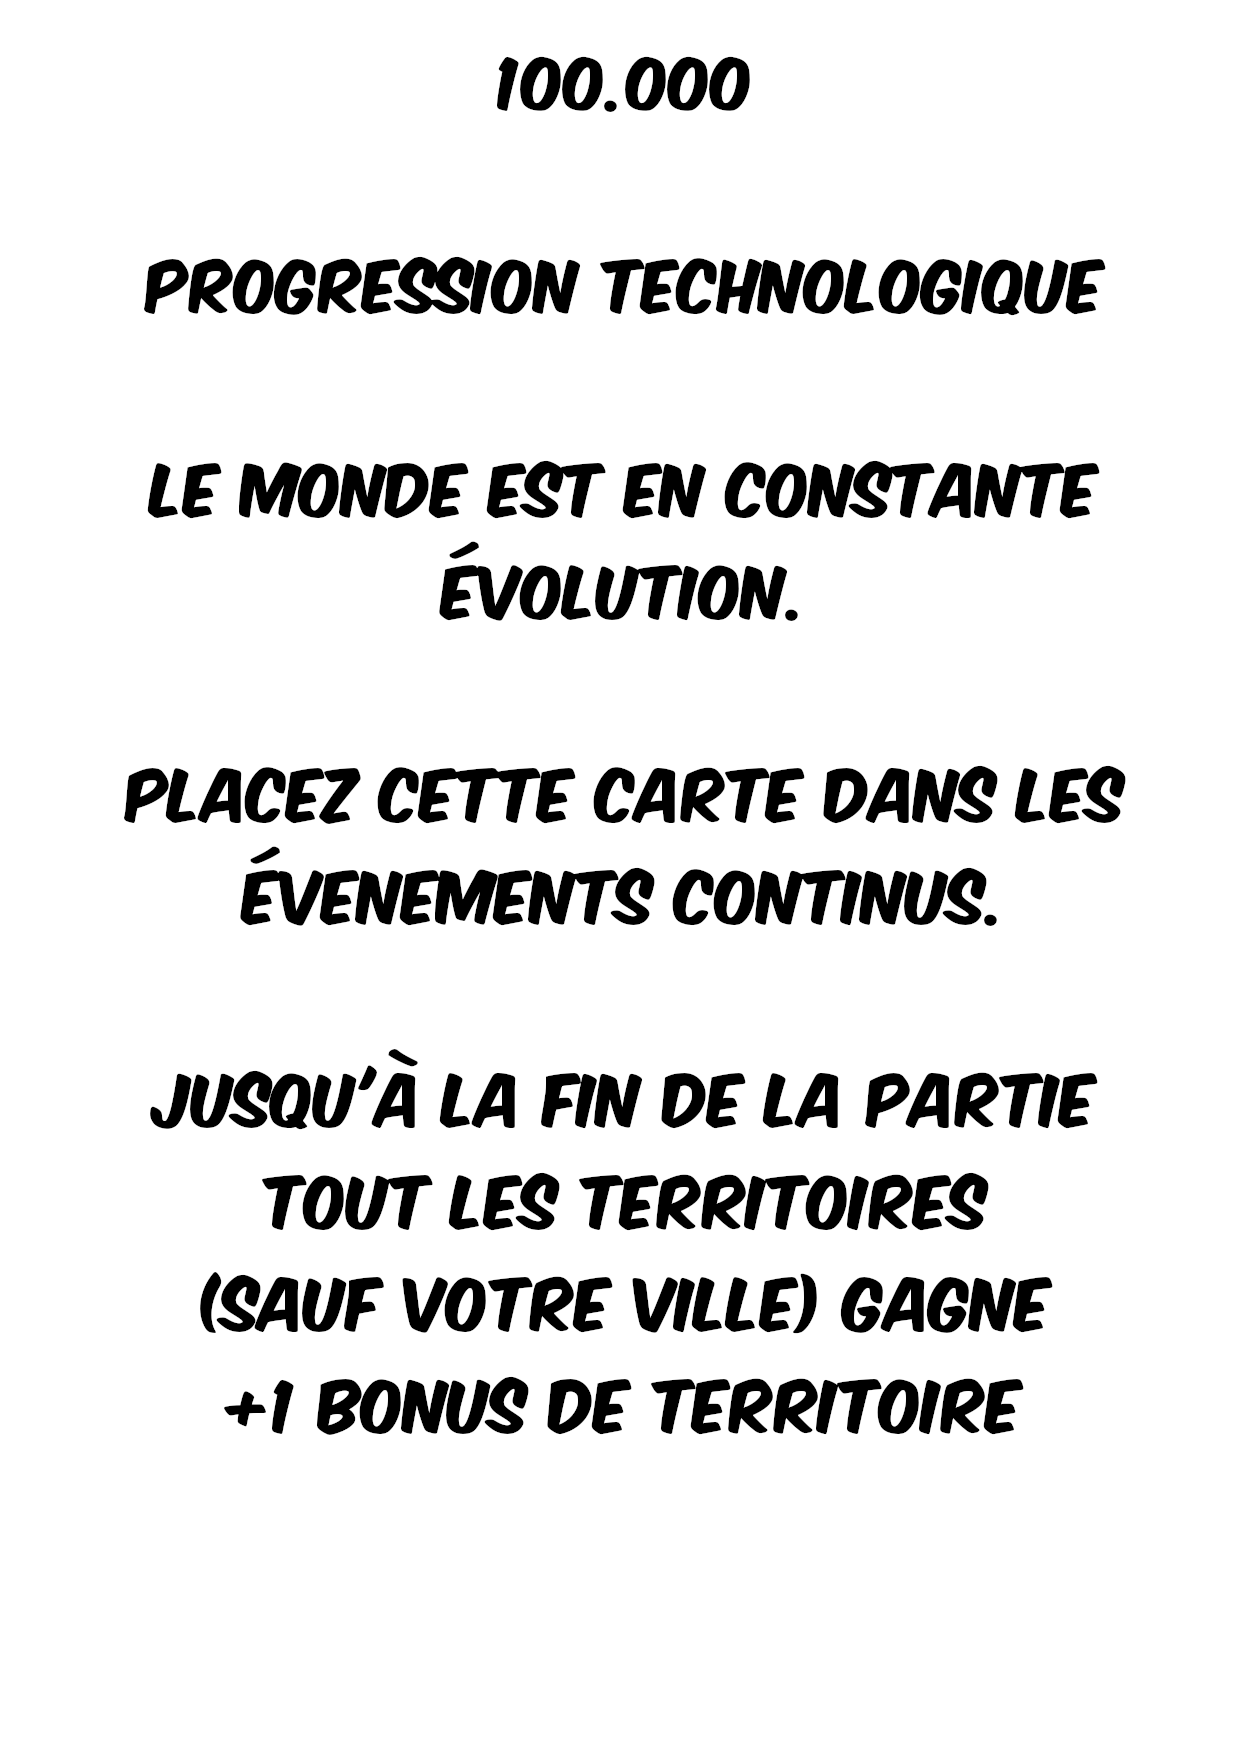 100.000
PROGRESSION TECHNOLOGIQUE
LE MONDE EST EN CONSTANTE
ÉVOLUTION.
PLACEZ CETTE CARTE DANS LES
ÉVENEMENTS CONTINUS.
JUSQU'À LA FIN DE LA PARTIE
TOUT LES TERRITOIRES
(SAUF VOTRE VILLE) GAGNE
+1 BONUS DE TERRITOIRE